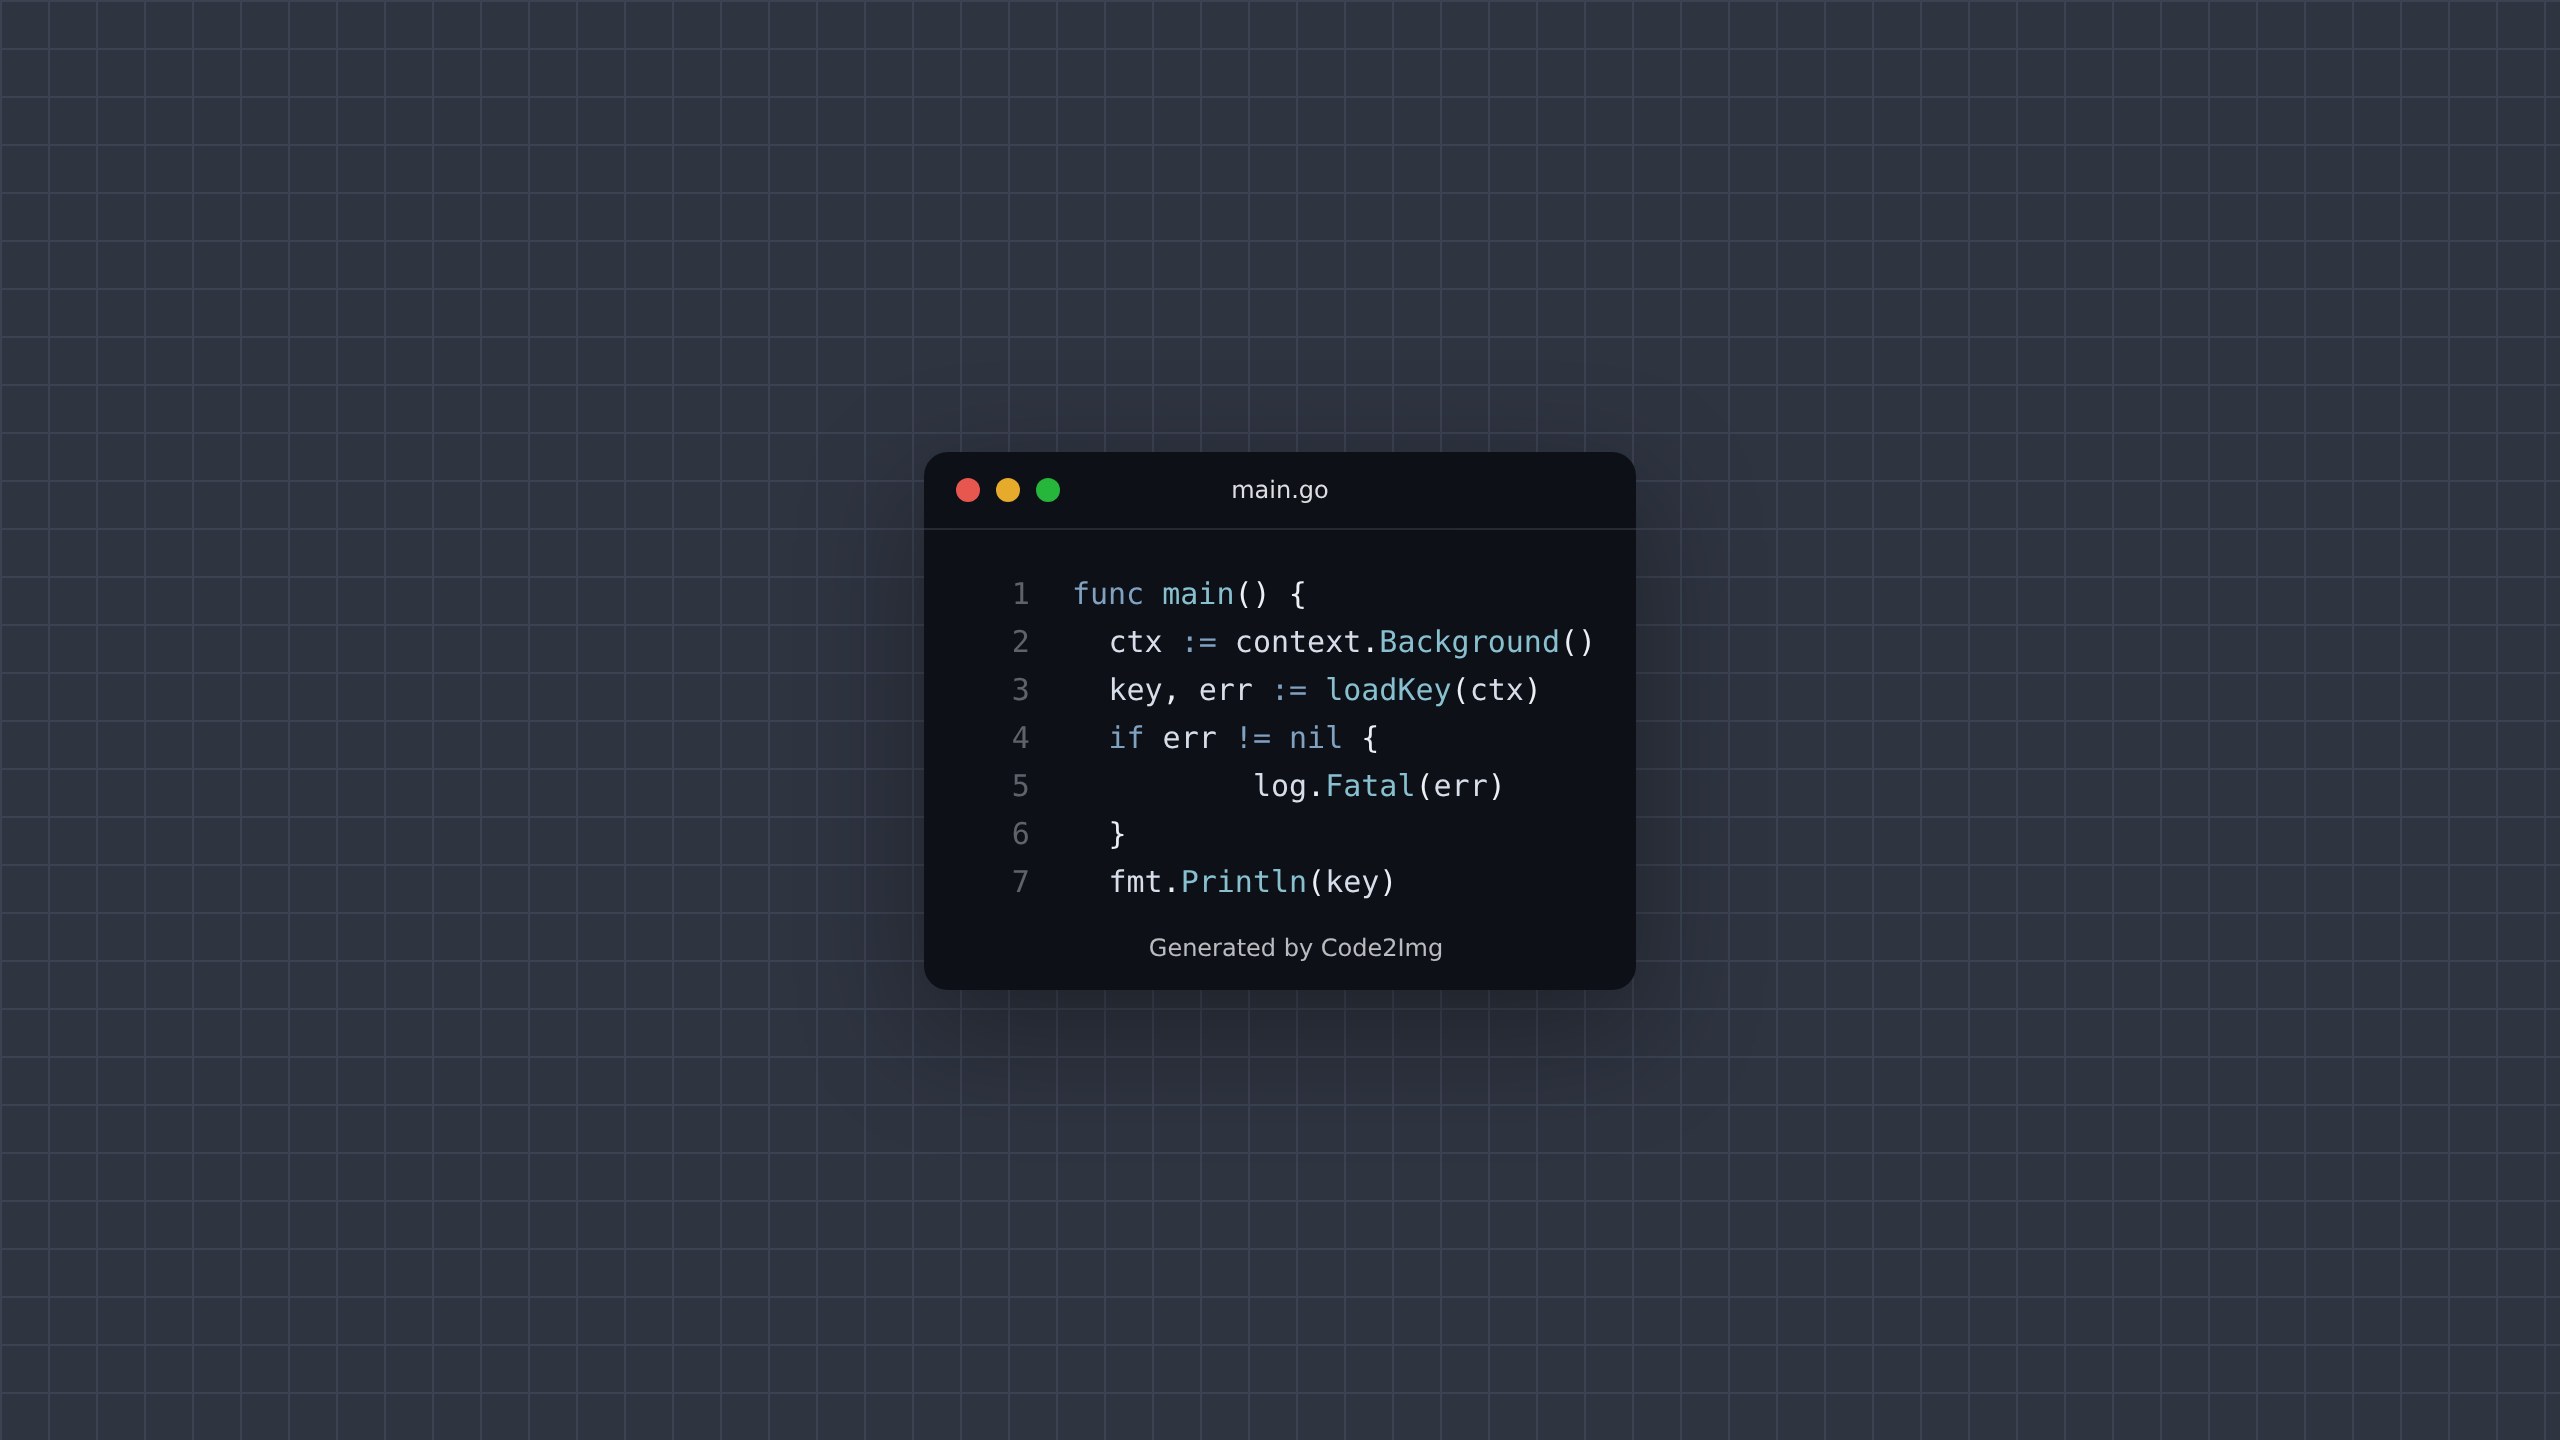 main.go
1 func main() {
2   ctx := context.Background()
3   key, err := loadKey(ctx)
4   if err != nil {
5           log.Fatal(err)
6   }
7   fmt.Println(key)
Generated by Code2Img